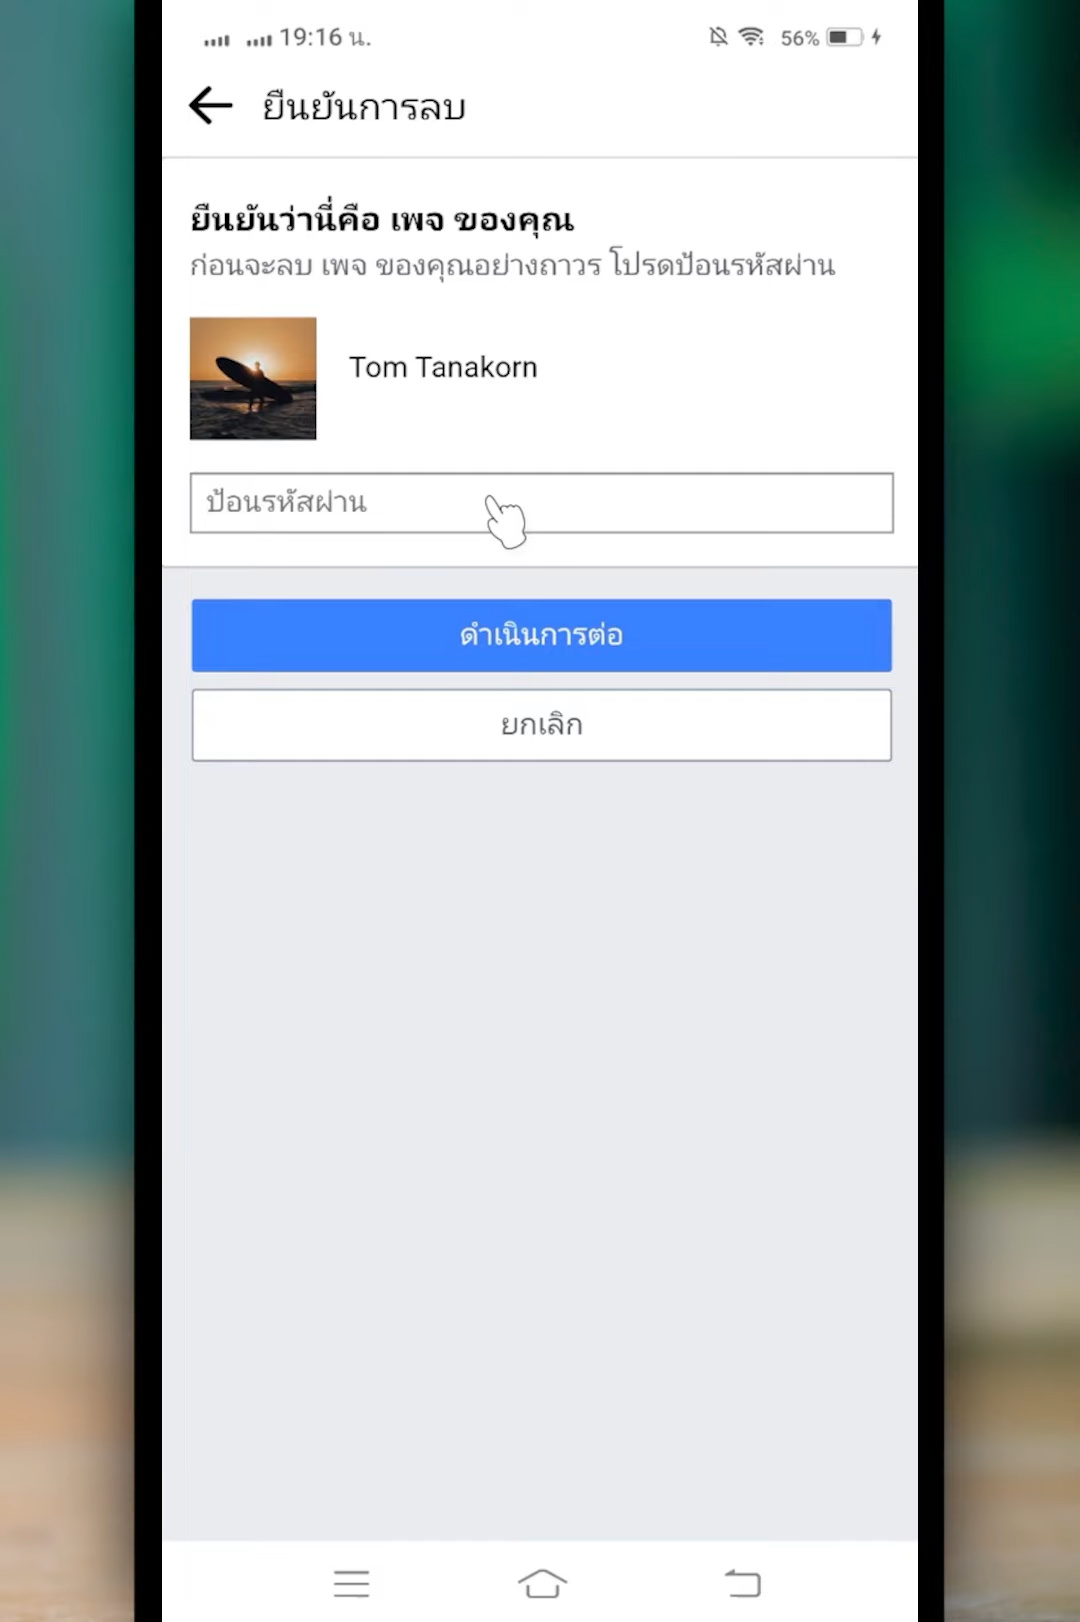 19:16 น. 56%
ยืนยันการลบ
ยืนยันว่านี่คือ เพจ ของคุณ
ก่อนจะลบ เพจ ของคุณอย่างถาวร โปรดป้อนรหัสผ่าน
Tom Tanakorn
ป้อนรหัสผ่าน
ดำเนินการต่อ
ยกเลิก